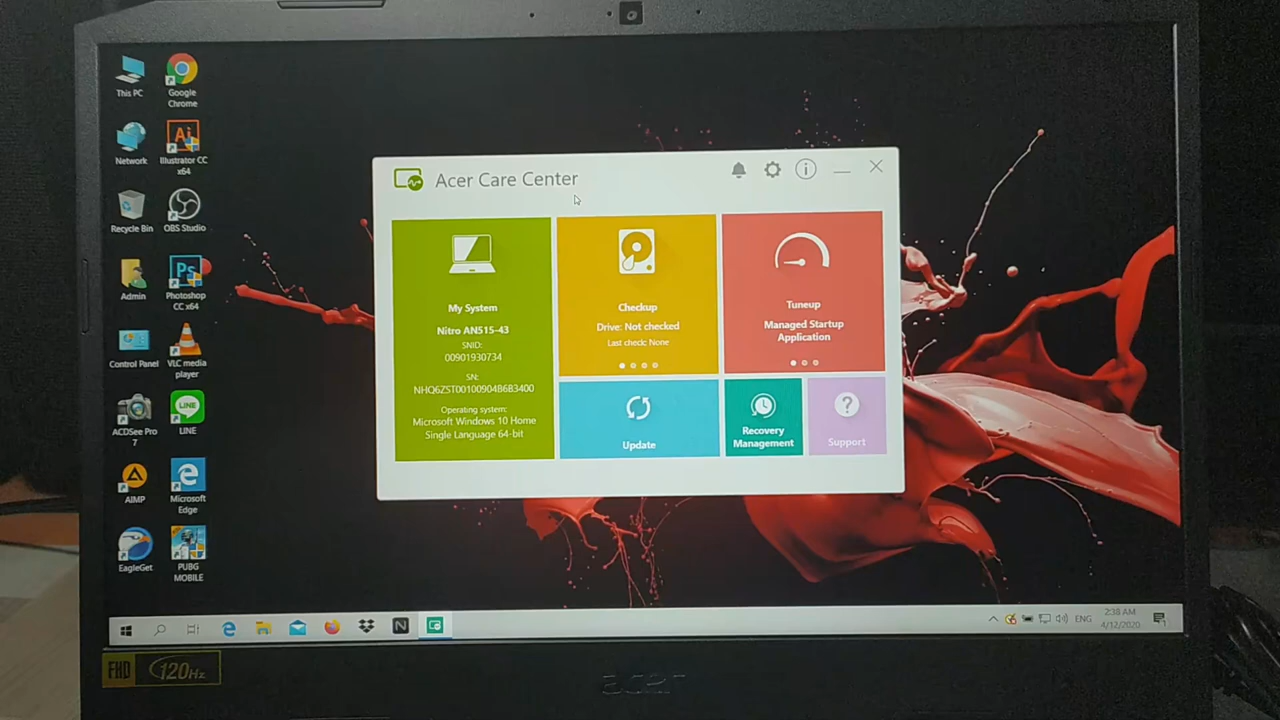 This PC
Google
Chrome
Network
Illustrator CC
x64
Recycle Bin
OBS Studio
Admin
Photoshop
CC x64
Control Panel
VLC media
player
ACDSee Pro
7
LINE
AIMP
Microsoft
Edge
EagleGet
PUBG
MOBILE
Acer Care Center
My System
Nitro AN515-43
SNID:
00901930734
SN:
NHQ6ZST00100904B6B3400
Operating system:
Microsoft Windows 10 Home
Single Language 64-bit
Checkup
Drive: Not checked
Last check: None
Tuneup
Managed Startup
Application
Update
Recovery
Management
Support
ENG
2:38 AM
4/12/2020
FHD
120Hz
acer